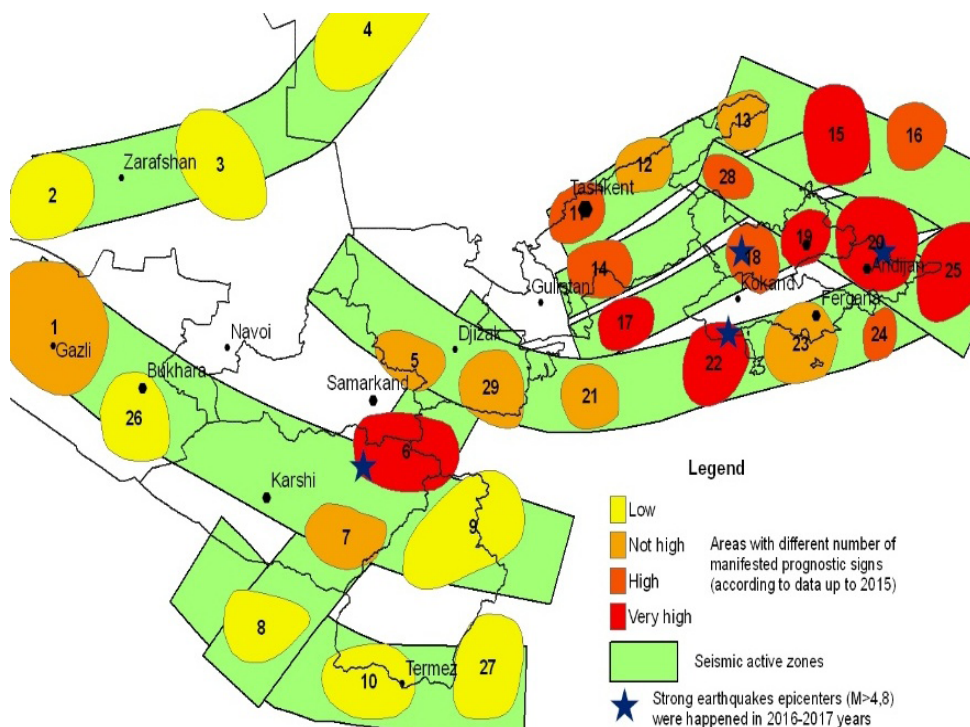 4
13
15
16
12
3
Zarafshan
28
2
Tashkent
1
19
20
18
25
14
Andijan
Gulistan
Kokand
1
17
Fergana
Navoi
Djizak
24
Gazli
5
22
23
Bukhara
29
21
Samarkand
26
6
Legend
Karshi
Low
9
7
Not high
Areas with different number of
manifested prognostic signs
(according to data up to 2015)
High
Very high
8
Seismic active zones
27
10
Termez
Strong earthquakes epicenters (M>4,8)
were happened in 2016-2017 years